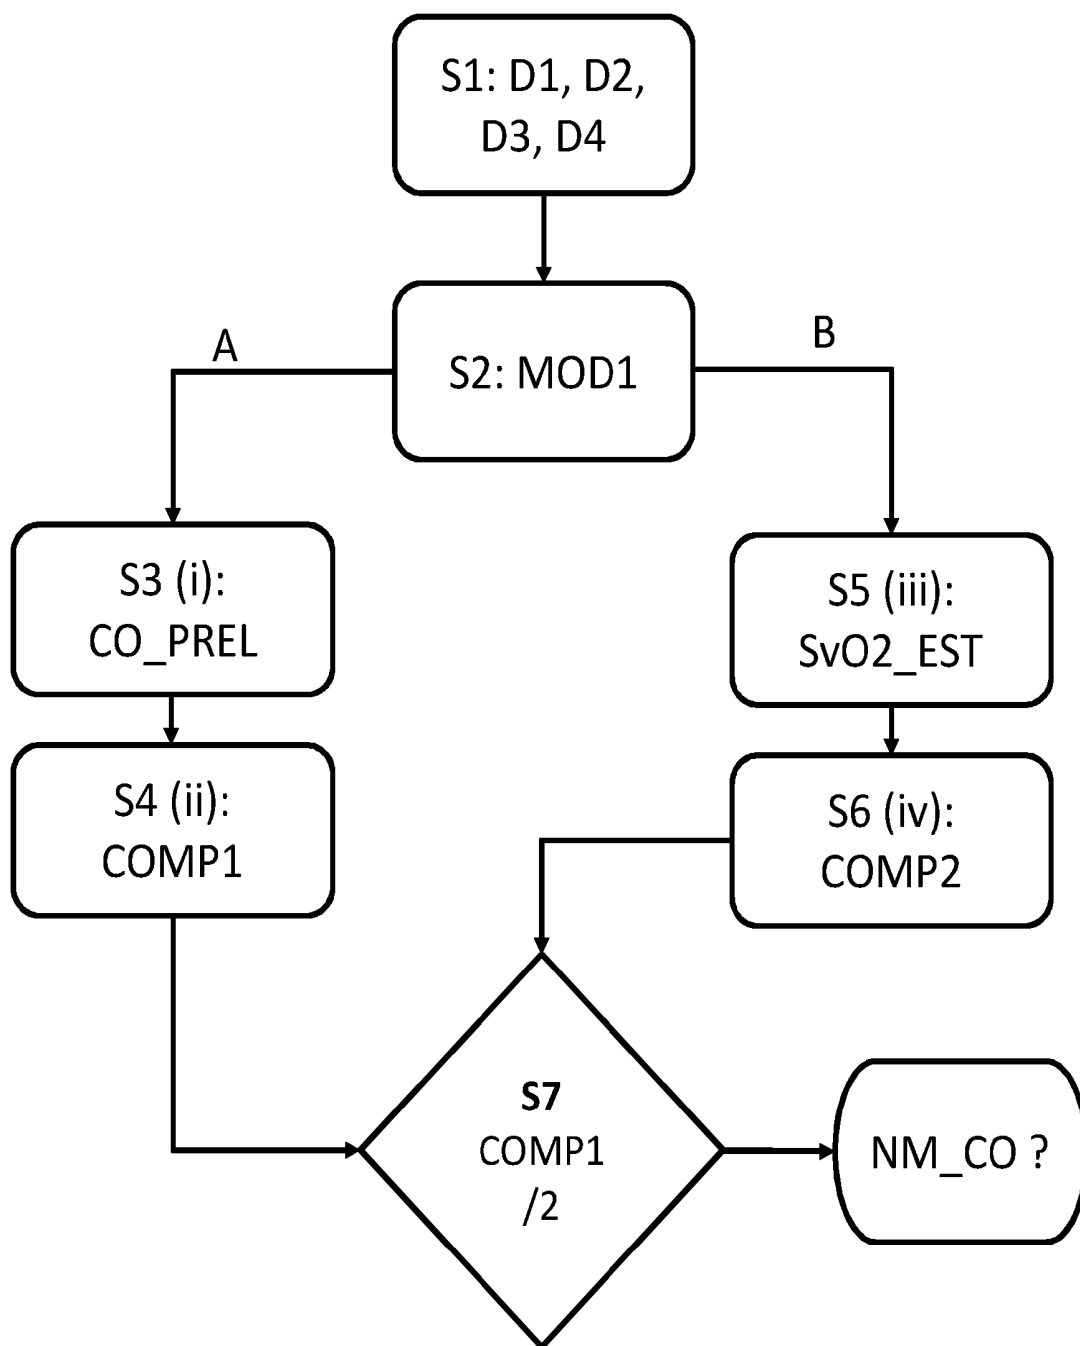 S1: D1, D2,
D3, D4
A
B
S2: MOD1
S3 (i):
CO_PREL
S5 (iii):
SvO2_EST
S4 (ii):
COMP1
S6 (iv):
COMP2
S7
COMP1
/2
NM_CO ?